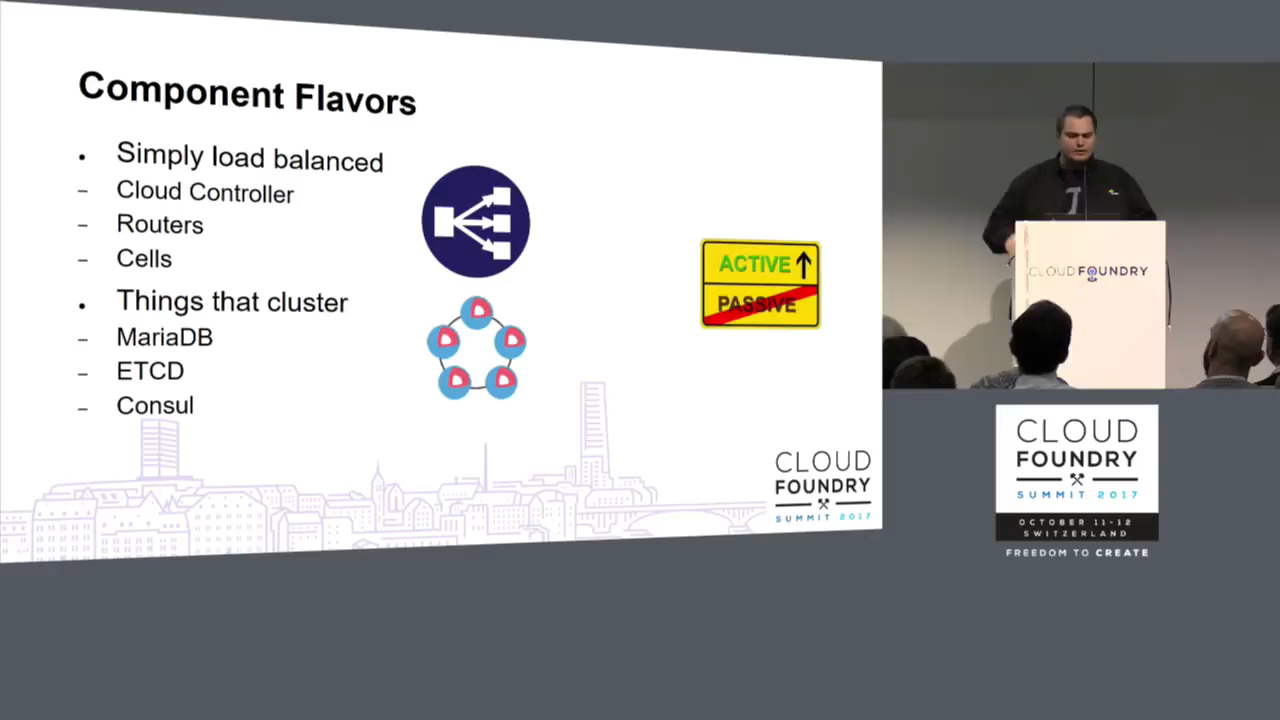 Component Flavors
• Simply load balanced
– Cloud Controller
– Routers
– Cells
• Things that cluster
– MariaDB
– ETCD
– Consul
ACTIVE
PASSIVE
CLOUD
FOUNDRY
SUMMIT 2017
CLOUD FOUNDRY
CLOUD
FOUNDRY
SUMMIT 2017
OCTOBER 11-12
SWITZERLAND
FREEDOM TO CREATE